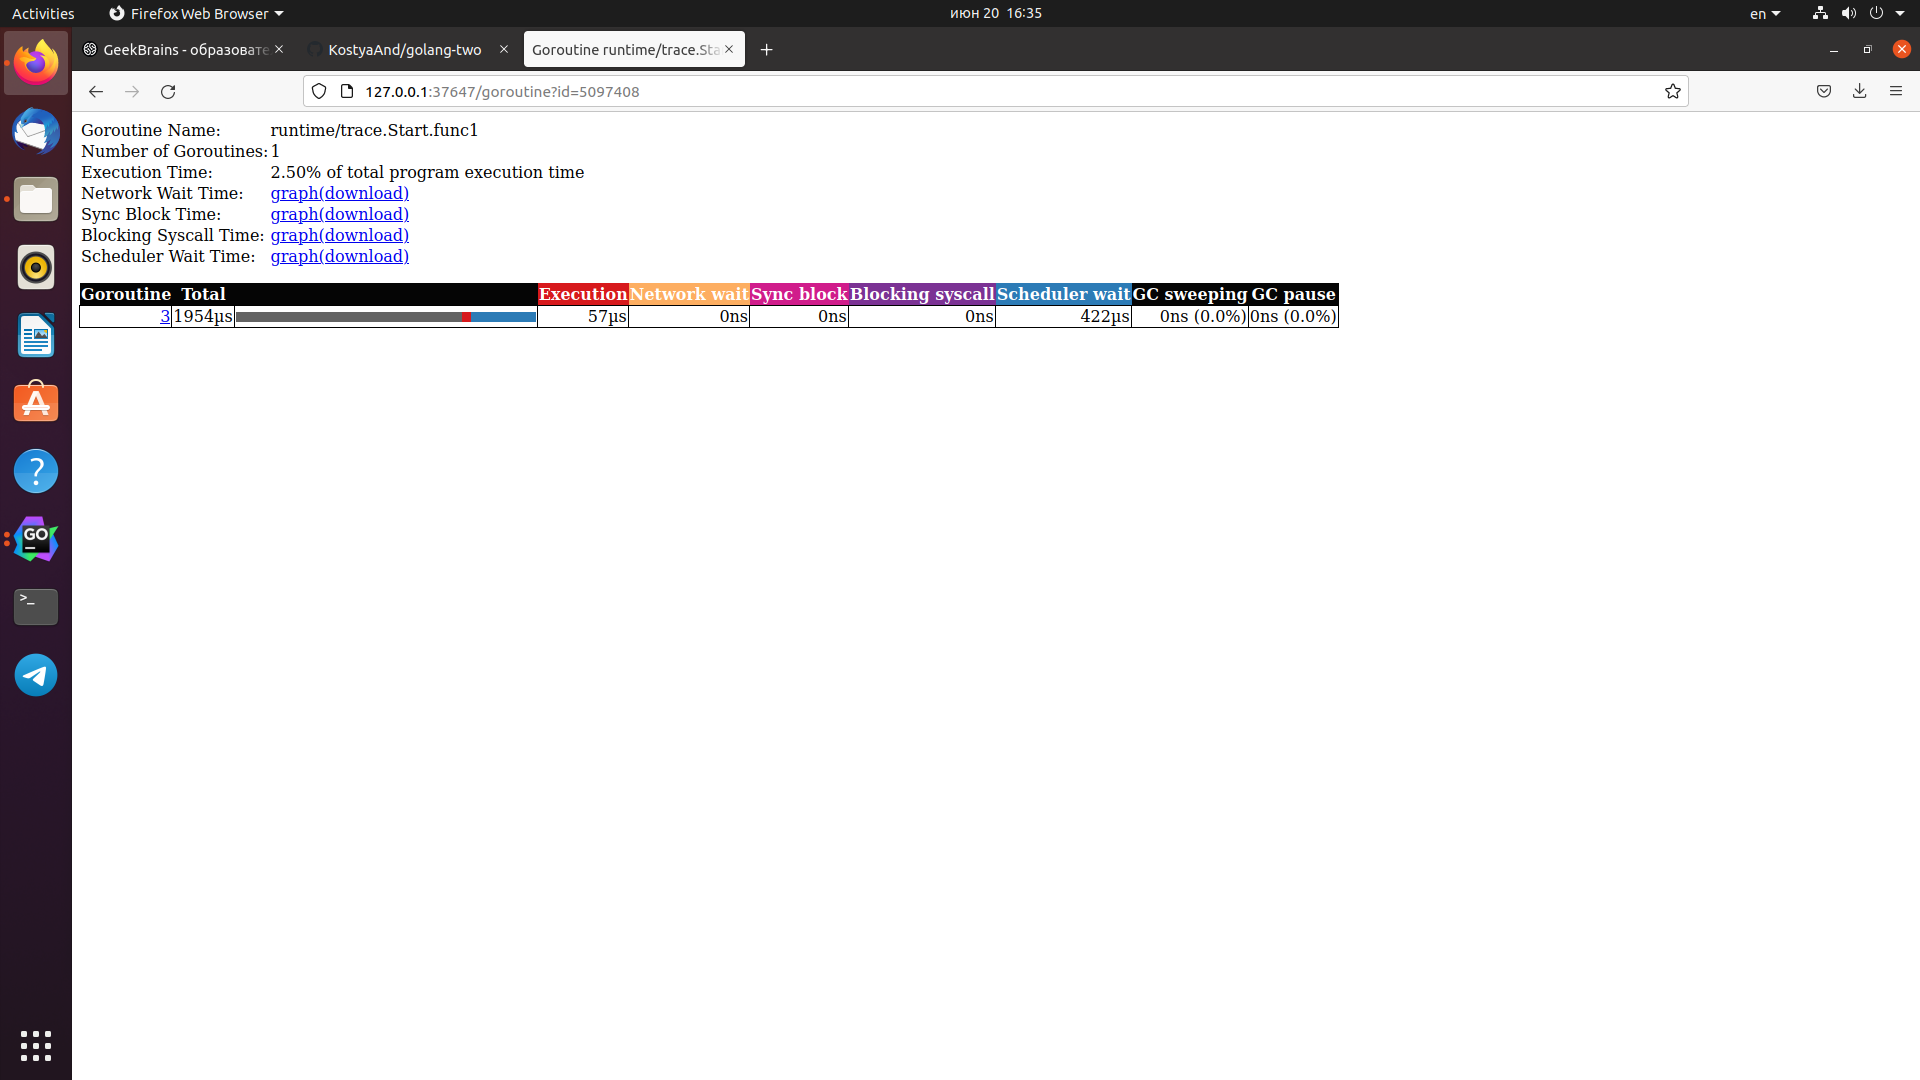 Activities
Firefox Web Browser
июн 20 16:35
en
GeekBrains - образовате
KostyaAnd/golang-two
Goroutine runtime/trace.Sta
127.0.0.1:37647/goroutine?id=5097408
Goroutine Name: runtime/trace.Start.func1
Number of Goroutines: 1
Execution Time: 2.50% of total program execution time
Network Wait Time: graph(download)
Sync Block Time: graph(download)
Blocking Syscall Time: graph(download)
Scheduler Wait Time: graph(download)
Goroutine Total Execution Network wait Sync block Blocking syscall Scheduler wait GC sweeping GC pause
3 1954µs 57µs 0ns 0ns 0ns 422µs 0ns (0.0%) 0ns (0.0%)
GO
>_